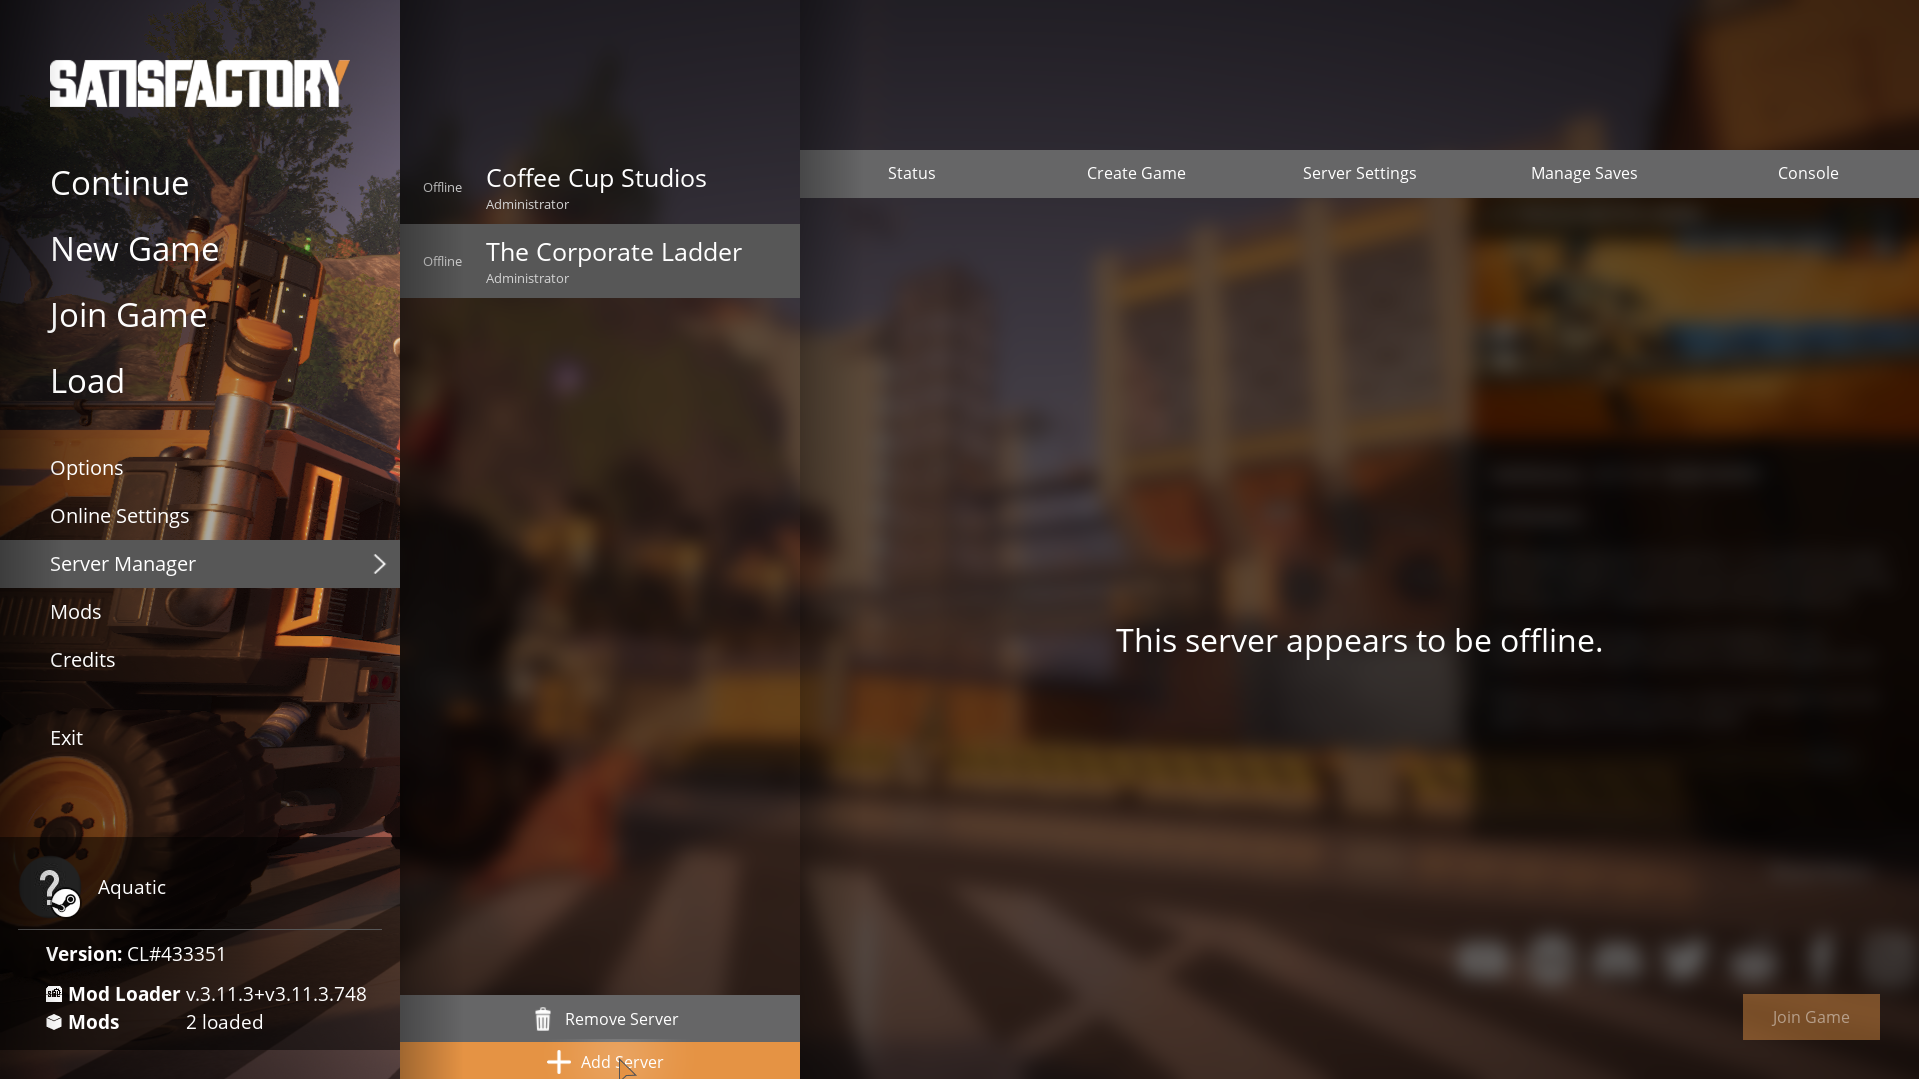 SATISFACTORY
Continue
New Game
Join Game
Load
Options
Online Settings
Server Manager
Mods
Credits
Exit
Aquatic
Version: CL#433351
Mod Loader v.3.11.3+v3.11.3.748
Mods 2 loaded
Offline
Coffee Cup Studios
Administrator
Offline
The Corporate Ladder
Administrator
Remove Server
Add Server
Status
Create Game
Server Settings
Manage Saves
Console
This server appears to be offline.
Join Game